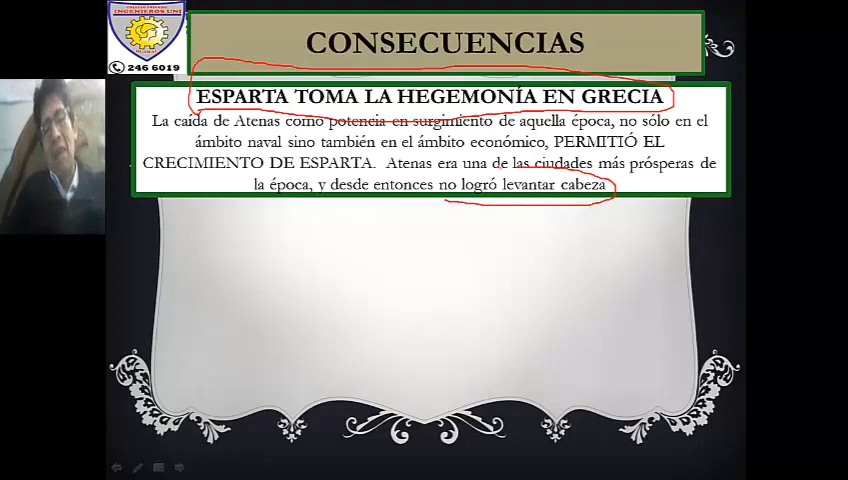 COLEGIO PRIVADO
INGENIEROS UNI
246 6019
CONSECUENCIAS
ESPARTA TOMA LA HEGEMONÍA EN GRECIA
La caída de Atenas como potencia en surgimiento de aquella época, no sólo en el
ámbito naval sino también en el ámbito económico, PERMITIÓ EL
CRECIMIENTO DE ESPARTA. Atenas era una de las ciudades más prósperas de
la época, y desde entonces no logró levantar cabeza